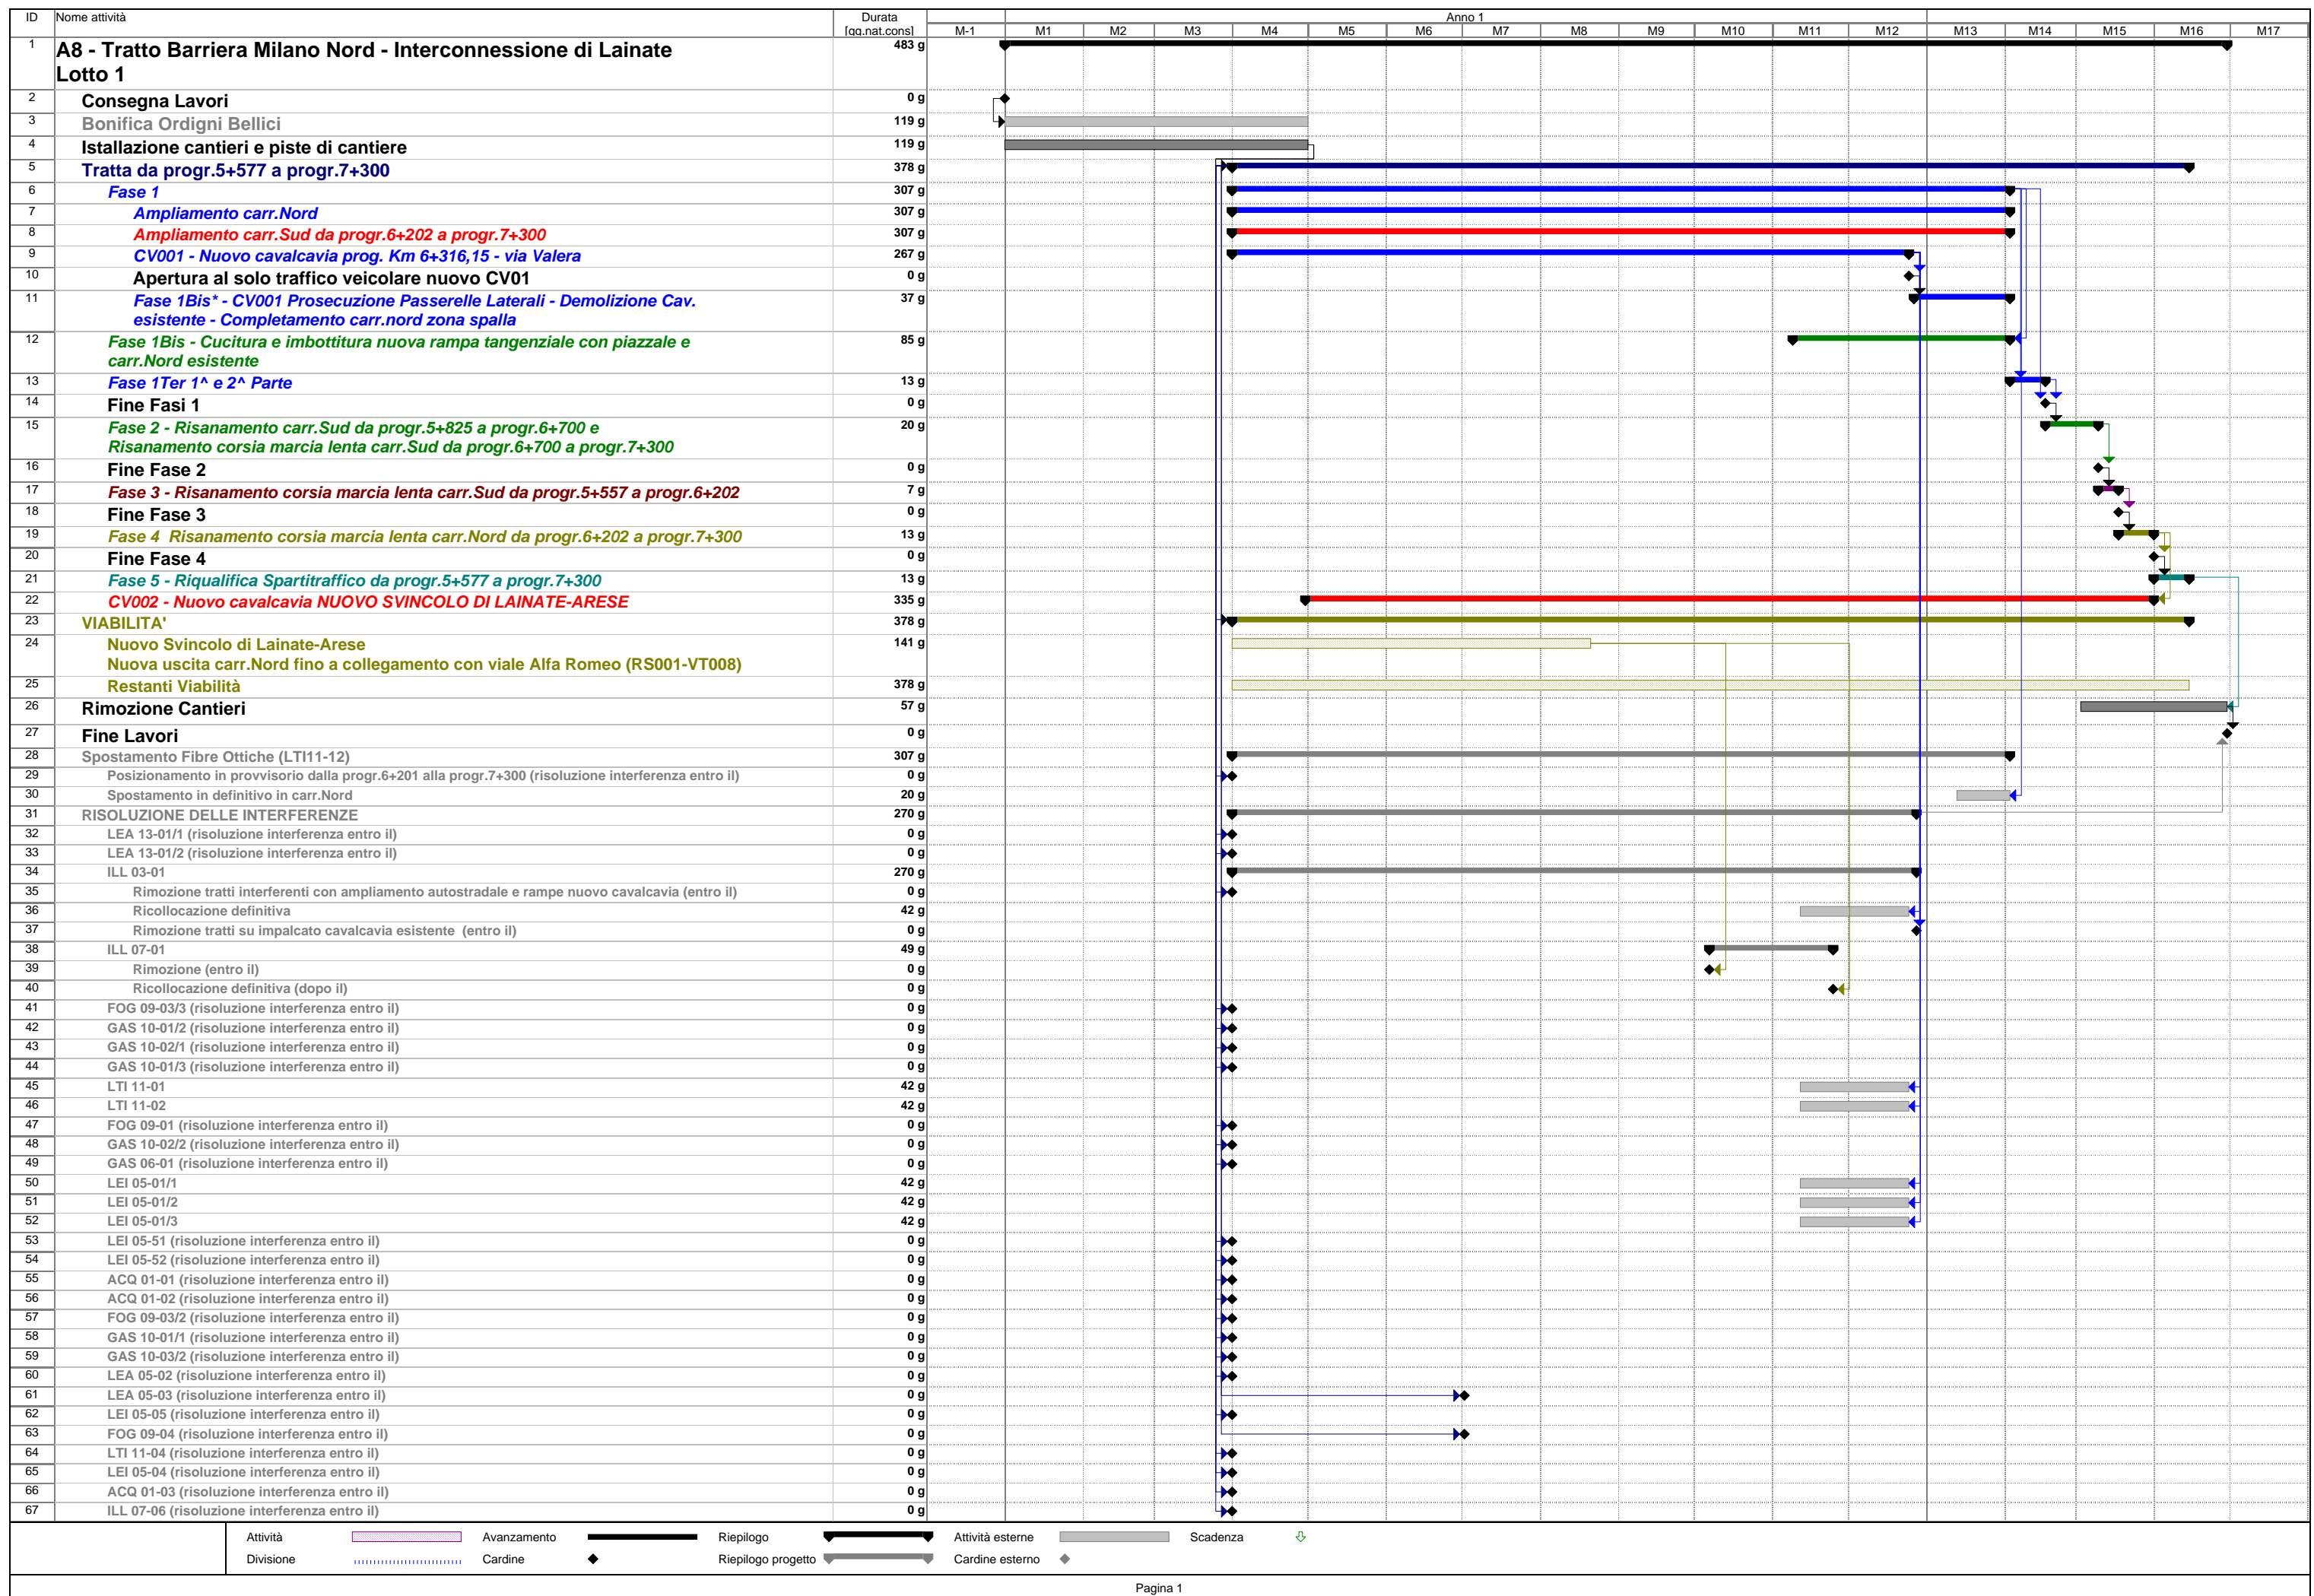 ID Nome attività Durata Anno 1
[gg.nat.cons] M-1 M1 M2 M3 M4 M5 M6 M7 M8 M9 M10 M11 M12 M13 M14 M15 M16 M17
1 A8 - Tratto Barriera Milano Nord - Interconnessione di Lainate 483 g
Lotto 1
2 Consegna Lavori 0 g
3 Bonifica Ordigni Bellici 119 g
4 Istallazione cantieri e piste di cantiere 119 g
5 Tratta da progr.5+577 a progr.7+300 378 g
6 Fase 1 307 g
7 Ampliamento carr.Nord 307 g
8 Ampliamento carr.Sud da progr.6+202 a progr.7+300 307 g
9 CV001 - Nuovo cavalcavia prog. Km 6+316,15 - via Valera 267 g
10 Apertura al solo traffico veicolare nuovo CV01 0 g
11 Fase 1Bis* - CV001 Prosecuzione Passerelle Laterali - Demolizione Cav. 37 g
esistente - Completamento carr.nord zona spalla
12 Fase 1Bis - Cucitura e imbottitura nuova rampa tangenziale con piazzale e 85 g
carr.Nord esistente
13 Fase 1Ter 1^ e 2^ Parte 13 g
14 Fine Fasi 1 0 g
15 Fase 2 - Risanamento carr.Sud da progr.5+825 a progr.6+700 e 20 g
Risanamento corsia marcia lenta carr.Sud da progr.6+700 a progr.7+300
16 Fine Fase 2 0 g
17 Fase 3 - Risanamento corsia marcia lenta carr.Sud da progr.5+557 a progr.6+202 7 g
18 Fine Fase 3 0 g
19 Fase 4 Risanamento corsia marcia lenta carr.Nord da progr.6+202 a progr.7+300 13 g
20 Fine Fase 4 0 g
21 Fase 5 - Riqualifica Spartitraffico da progr.5+577 a progr.7+300 13 g
22 CV002 - Nuovo cavalcavia NUOVO SVINCOLO DI LAINATE-ARESE 335 g
23 VIABILITA' 378 g
24 Nuovo Svincolo di Lainate-Arese 141 g
Nuova uscita carr.Nord fino a collegamento con viale Alfa Romeo (RS001-VT008)
25 Restanti Viabilità 378 g
26 Rimozione Cantieri 57 g
27 Fine Lavori 0 g
28 Spostamento Fibre Ottiche (LTI11-12) 307 g
29 Posizionamento in provvisorio dalla progr.6+201 alla progr.7+300 (risoluzione interferenza entro il) 0 g
30 Spostamento in definitivo in carr.Nord 20 g
31 RISOLUZIONE DELLE INTERFERENZE 270 g
32 LEA 13-01/1 (risoluzione interferenza entro il) 0 g
33 LEA 13-01/2 (risoluzione interferenza entro il) 0 g
34 ILL 03-01 270 g
35 Rimozione tratti interferenti con ampliamento autostradale e rampe nuovo cavalcavia (entro il) 0 g
36 Ricollocazione definitiva 42 g
37 Rimozione tratti su impalcato cavalcavia esistente (entro il) 0 g
38 ILL 07-01 49 g
39 Rimozione (entro il) 0 g
40 Ricollocazione definitiva (dopo il) 0 g
41 FOG 09-03/3 (risoluzione interferenza entro il) 0 g
42 GAS 10-01/2 (risoluzione interferenza entro il) 0 g
43 GAS 10-02/1 (risoluzione interferenza entro il) 0 g
44 GAS 10-01/3 (risoluzione interferenza entro il) 0 g
45 LTI 11-01 42 g
46 LTI 11-02 42 g
47 FOG 09-01 (risoluzione interferenza entro il) 0 g
48 GAS 10-02/2 (risoluzione interferenza entro il) 0 g
49 GAS 06-01 (risoluzione interferenza entro il) 0 g
50 LEI 05-01/1 42 g
51 LEI 05-01/2 42 g
52 LEI 05-01/3 42 g
53 LEI 05-51 (risoluzione interferenza entro il) 0 g
54 LEI 05-52 (risoluzione interferenza entro il) 0 g
55 ACQ 01-01 (risoluzione interferenza entro il) 0 g
56 ACQ 01-02 (risoluzione interferenza entro il) 0 g
57 FOG 09-03/2 (risoluzione interferenza entro il) 0 g
58 GAS 10-01/1 (risoluzione interferenza entro il) 0 g
59 GAS 10-03/2 (risoluzione interferenza entro il) 0 g
60 LEA 05-02 (risoluzione interferenza entro il) 0 g
61 LEA 05-03 (risoluzione interferenza entro il) 0 g
62 LEI 05-05 (risoluzione interferenza entro il) 0 g
63 FOG 09-04 (risoluzione interferenza entro il) 0 g
64 LTI 11-04 (risoluzione interferenza entro il) 0 g
65 LEI 05-04 (risoluzione interferenza entro il) 0 g
66 ACQ 01-03 (risoluzione interferenza entro il) 0 g
67 ILL 07-06 (risoluzione interferenza entro il) 0 g
Attività Avanzamento Riepilogo Attività esterne Scadenza
Divisione Cardine Riepilogo progetto Cardine esterno
Pagina 1